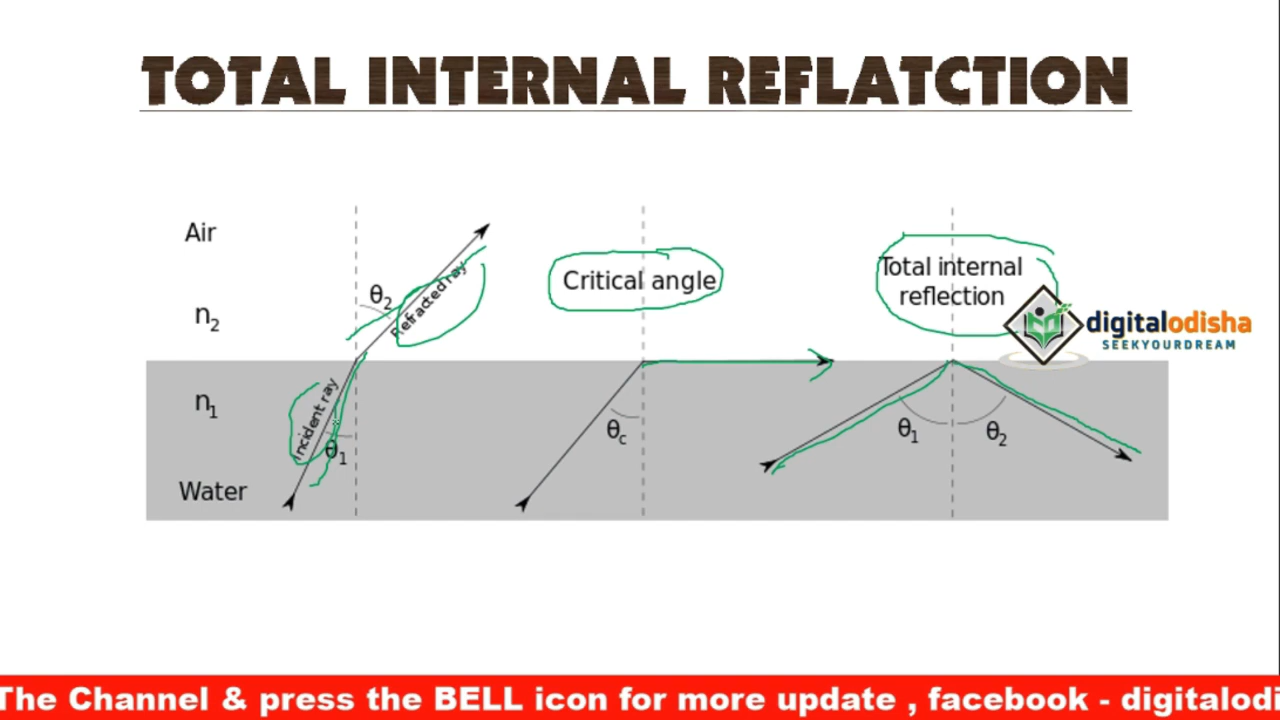 TOTAL INTERNAL REFLATCTION
Air
n2
n1
Water
θ2
Refracted ray
Incident ray
θ1
Critical angle
θc
Total internal
reflection
θ1
θ2
digitalodisha
SEEKYOURDREAM
The Channel & press the BELL icon for more update , facebook - digitalodi